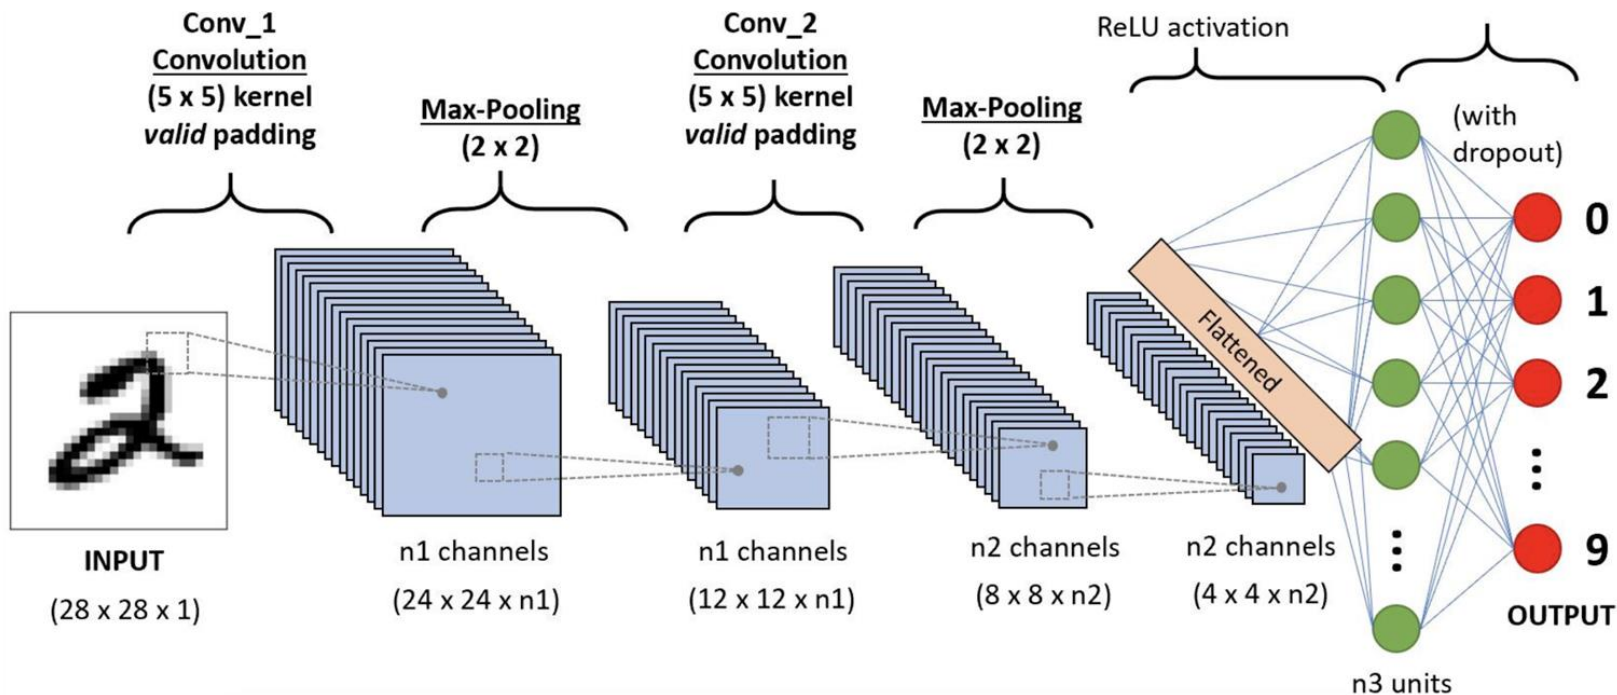 Conv_1
Convolution
(5 x 5) kernel
valid padding
Max-Pooling
(2 x 2)
Conv_2
Convolution
(5 x 5) kernel
valid padding
Max-Pooling
(2 x 2)
ReLU activation
(with
dropout)
Flattened
0
1
2
9
INPUT
(28 x 28 x 1)
n1 channels
(24 x 24 x n1)
n1 channels
(12 x 12 x n1)
n2 channels
(8 x 8 x n2)
n2 channels
(4 x 4 x n2)
n3 units
OUTPUT